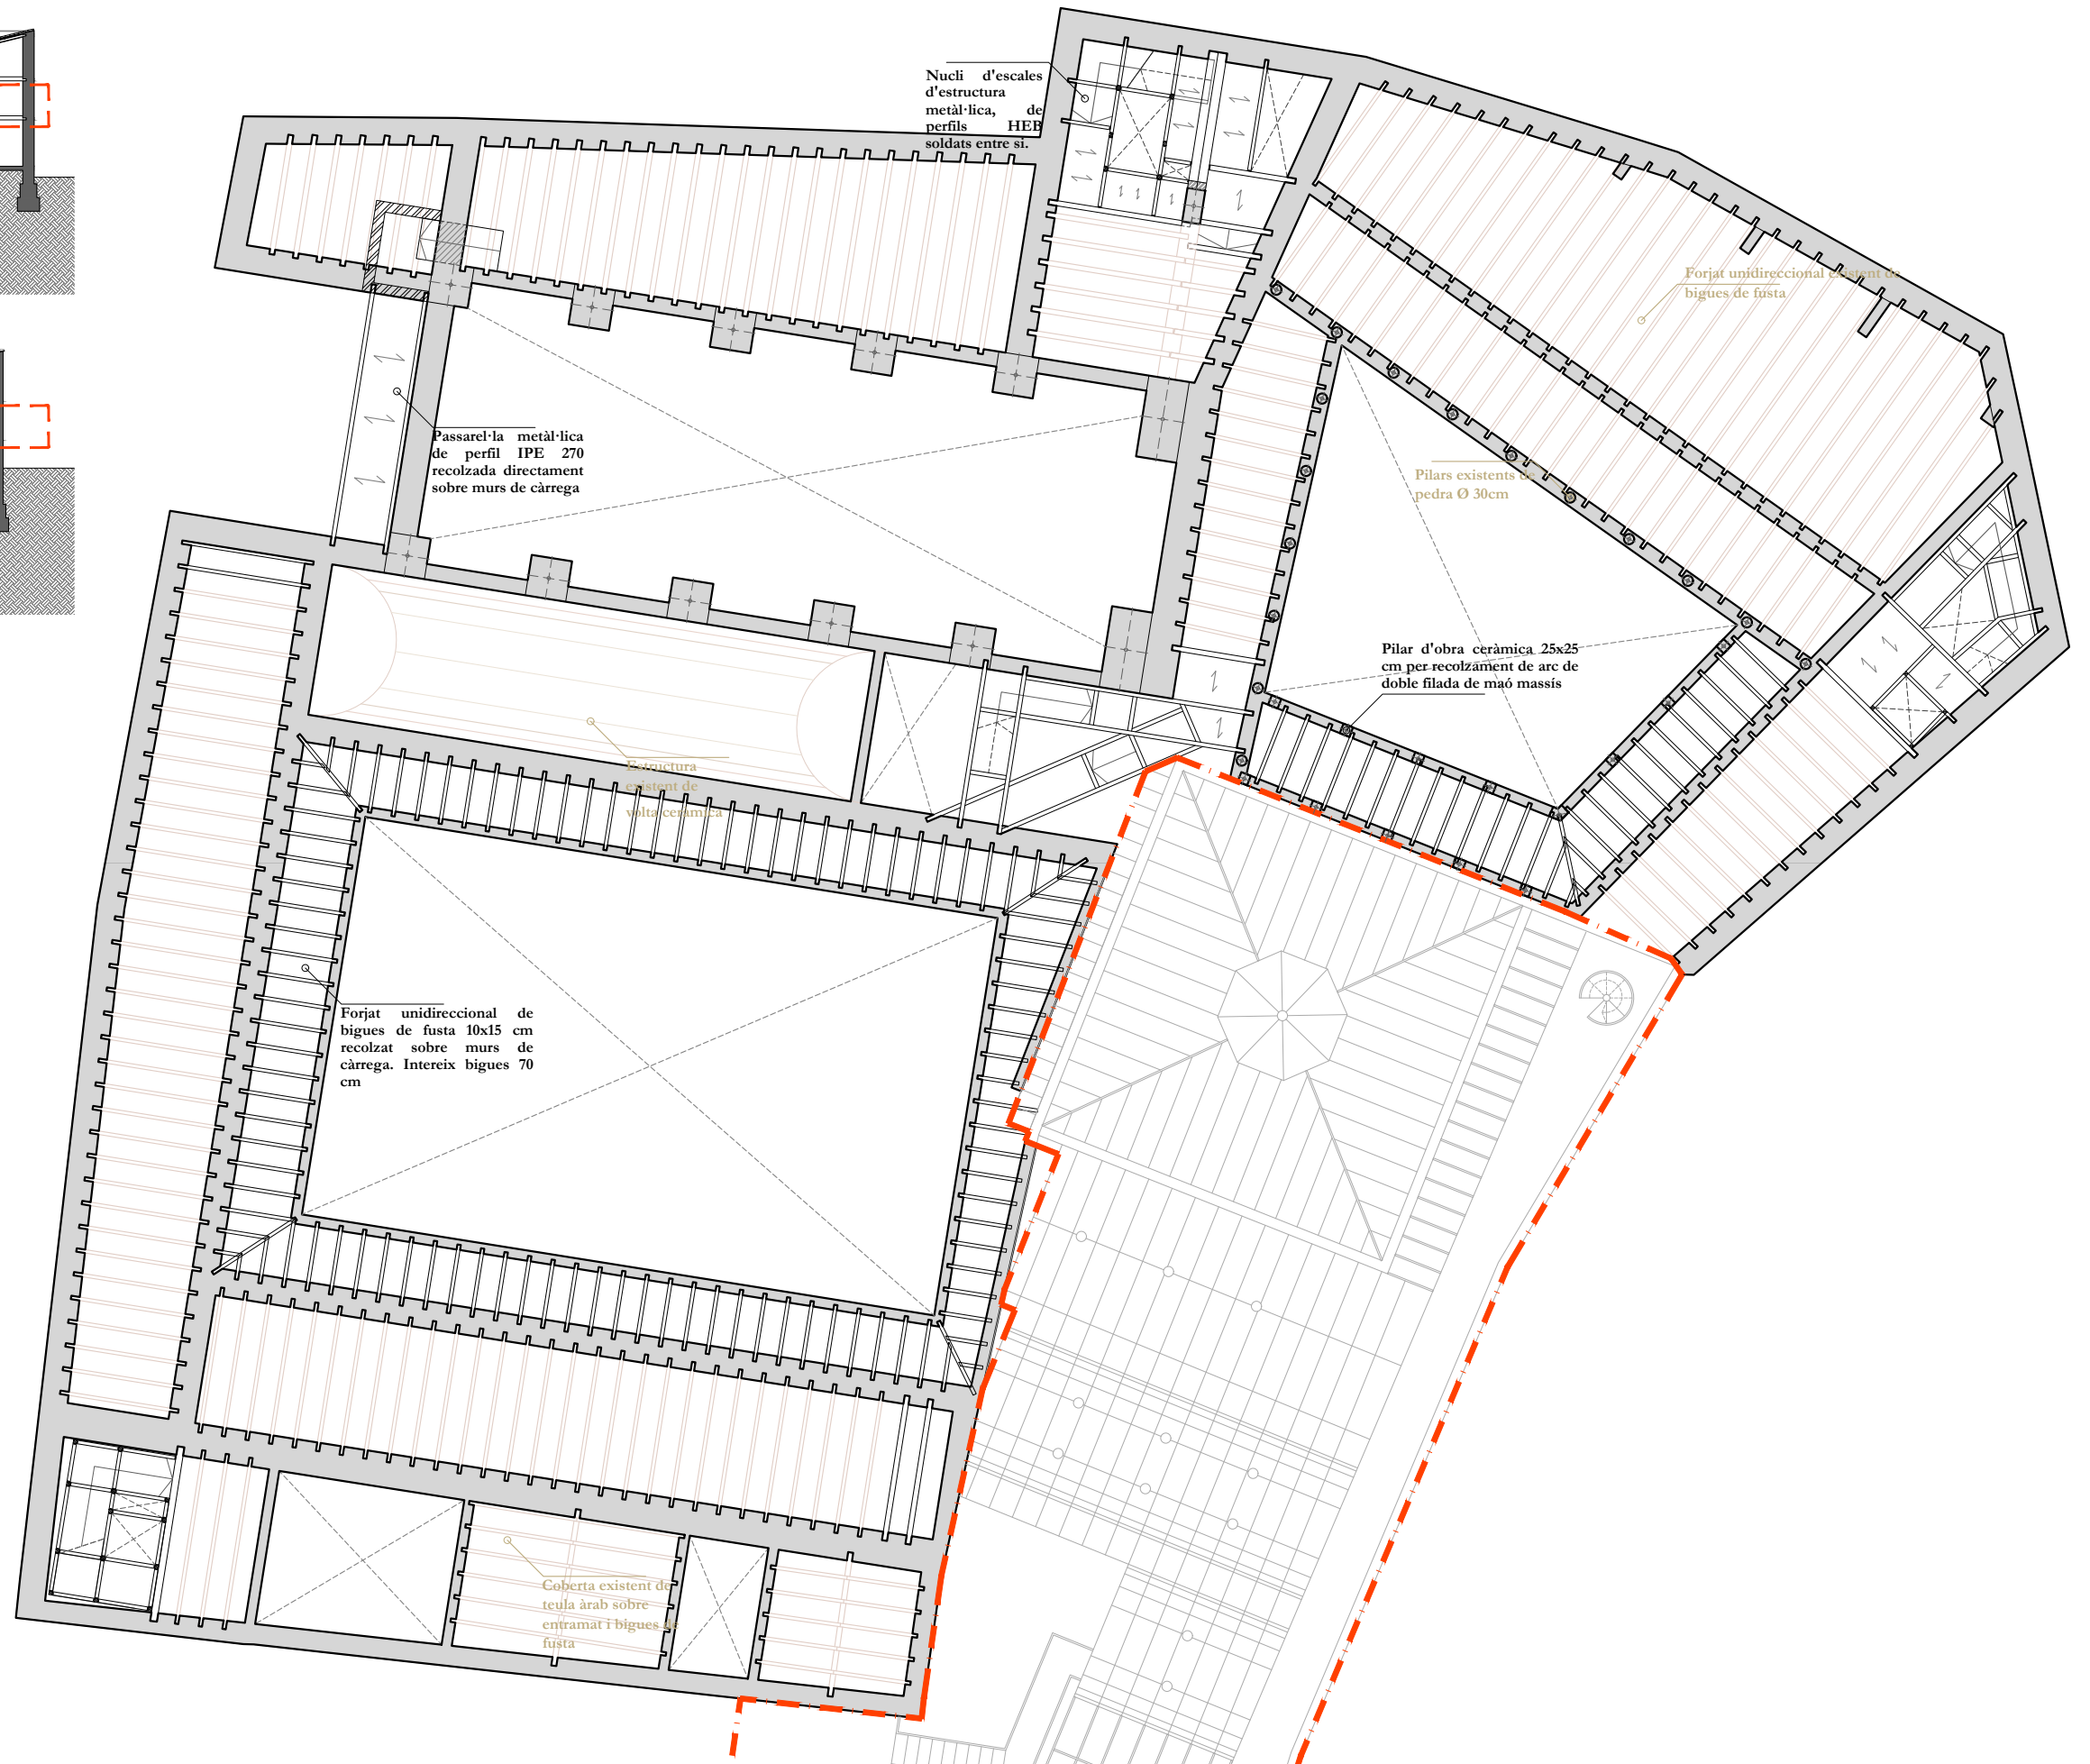 Nucli d'escales
d'estructura
metàl·lica, de
perfils HEB
soldats entre si.
Forjat unidireccional existent de
bigues de fusta
Passarel·la metàl·lica
de perfil IPE 270
recolzada directament
sobre murs de càrrega
Pilars existents de
pedra Ø 30cm
Pilar d'obra ceràmica 25x25
cm per recolzament de arc de
doble filada de maó massís
Estructura
existent de
volta ceràmica
Forjat unidireccional de
bigues de fusta 10x15 cm
recolzat sobre murs de
càrrega. Intereix bigues 70
cm
Coberta existent de
teula àrab sobre
entramat i bigues de
fusta